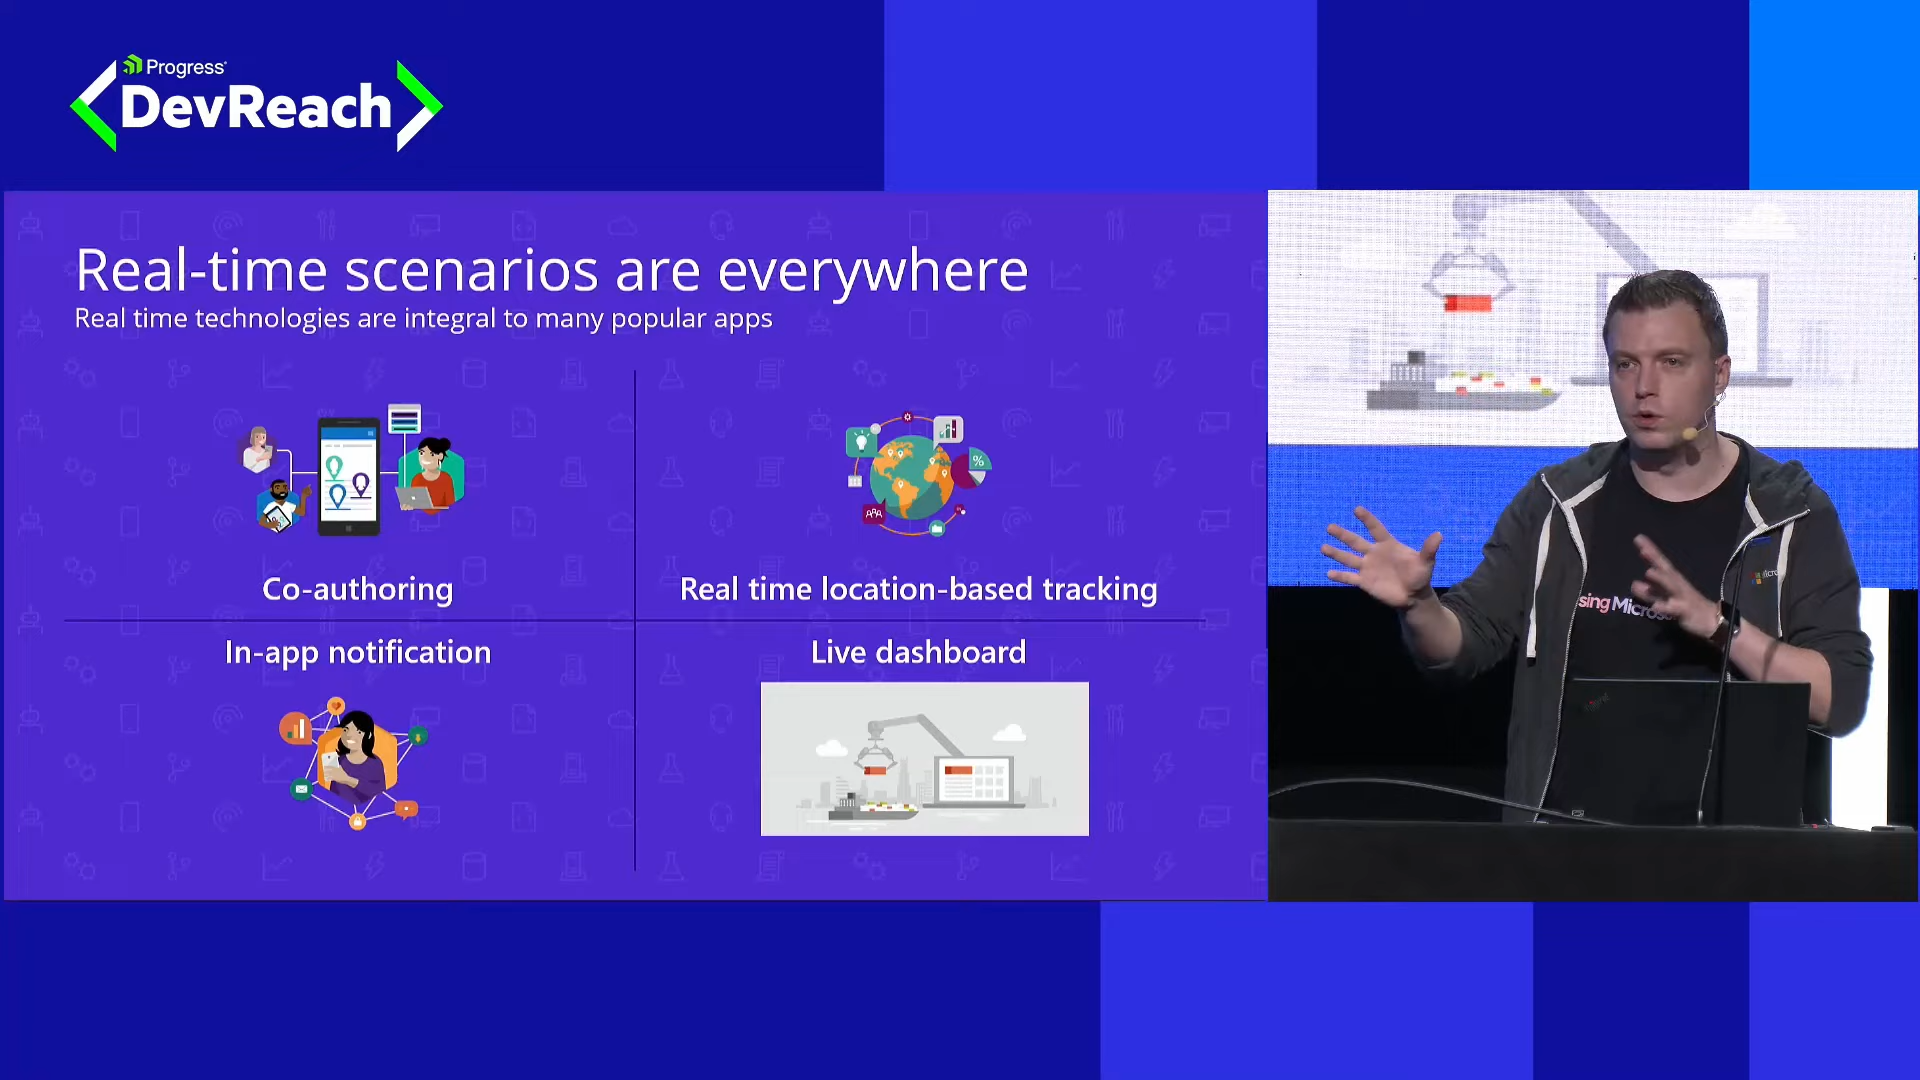 Progress
DevReach
Real-time scenarios are everywhere
Real time technologies are integral to many popular apps
%
Co-authoring
Real time location-based tracking
In-app notification
Live dashboard